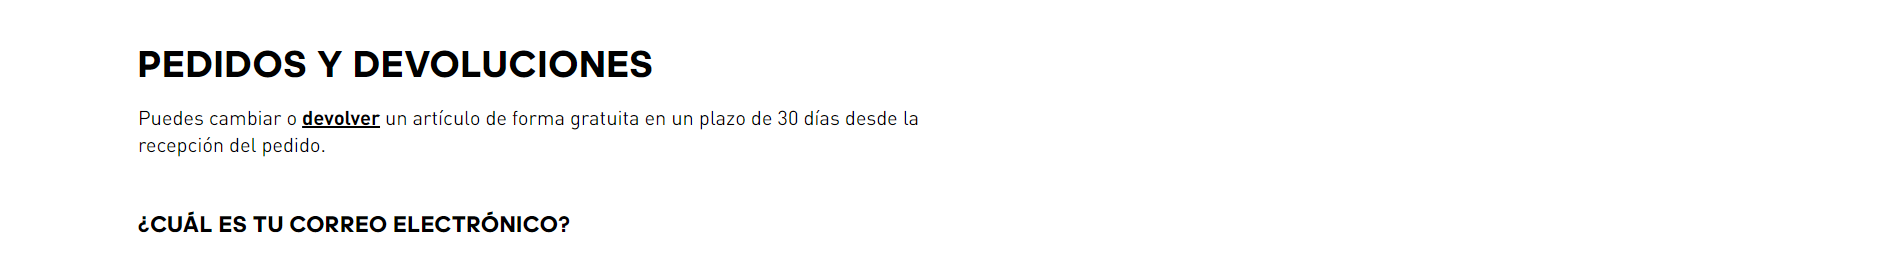 PEDIDOS Y DEVOLUCIONES
Puedes cambiar o devolver un artículo de forma gratuita en un plazo de 30 días desde la
recepción del pedido.
¿CUÁL ES TU CORREO ELECTRÓNICO?